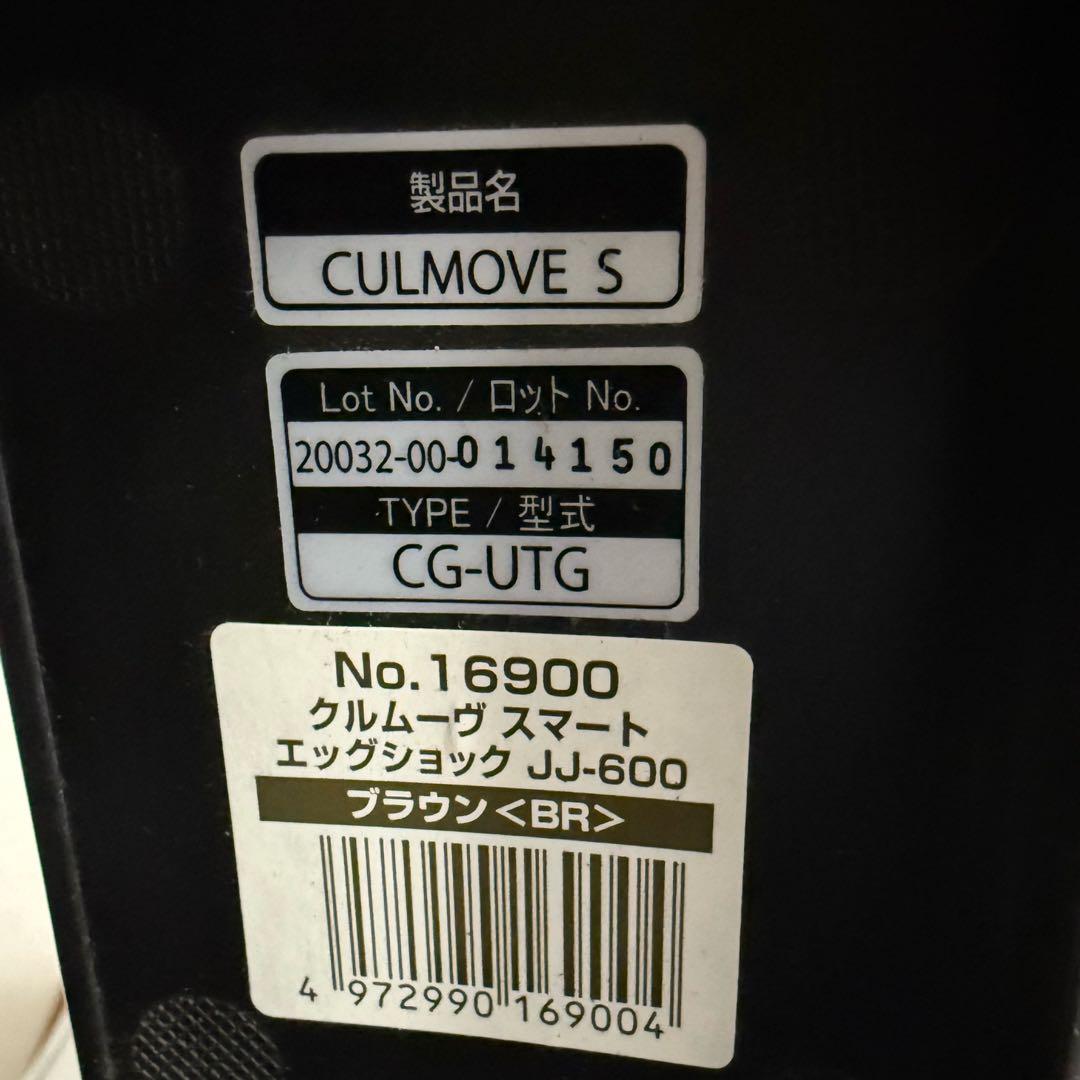 製品名
CULMOVE S
Lot No. / ロット No.
20032-00-014150
TYPE / 型式
CG-UTG
No.16900
クルムーヴ スマート
エッグショック JJ-600
ブラウン<BR>
4 972990 169004